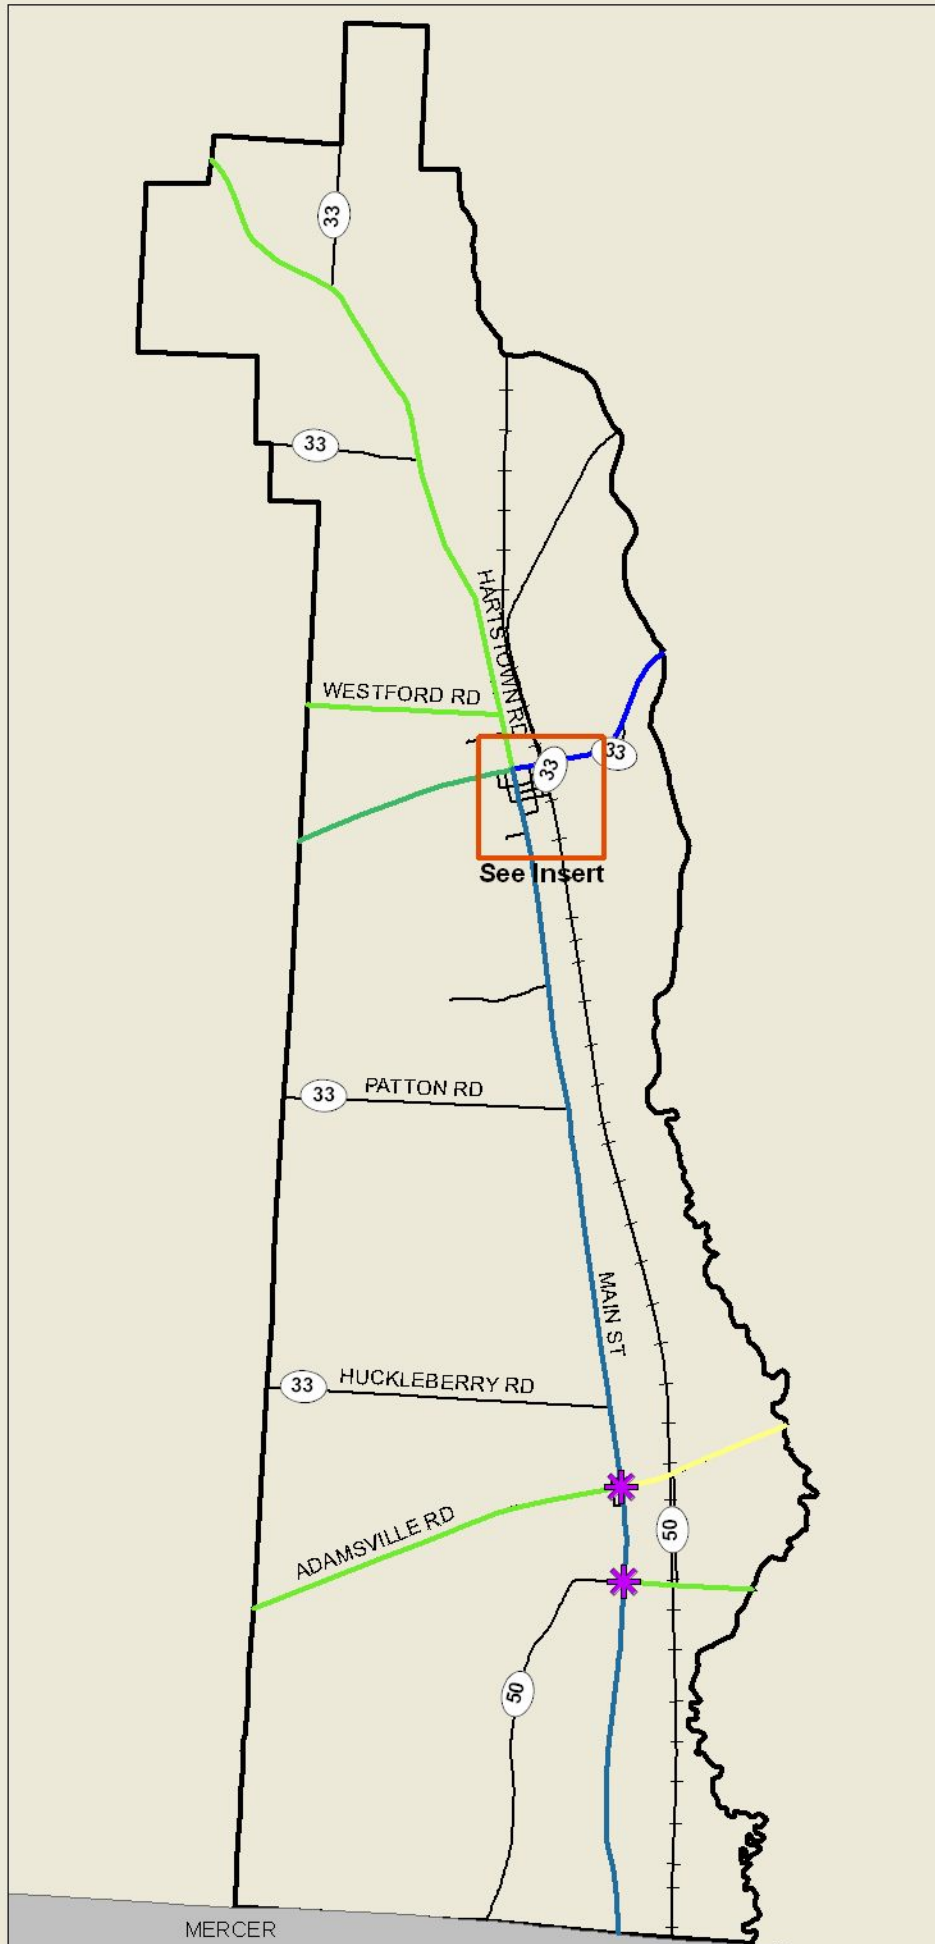 33
33
HARTSTOWN RD
WESTFORD RD
33
33
See Insert
33
PATTON RD
MAIN ST
33
HUCKLEBERRY RD
ADAMSVILLE RD
50
50
MERCER